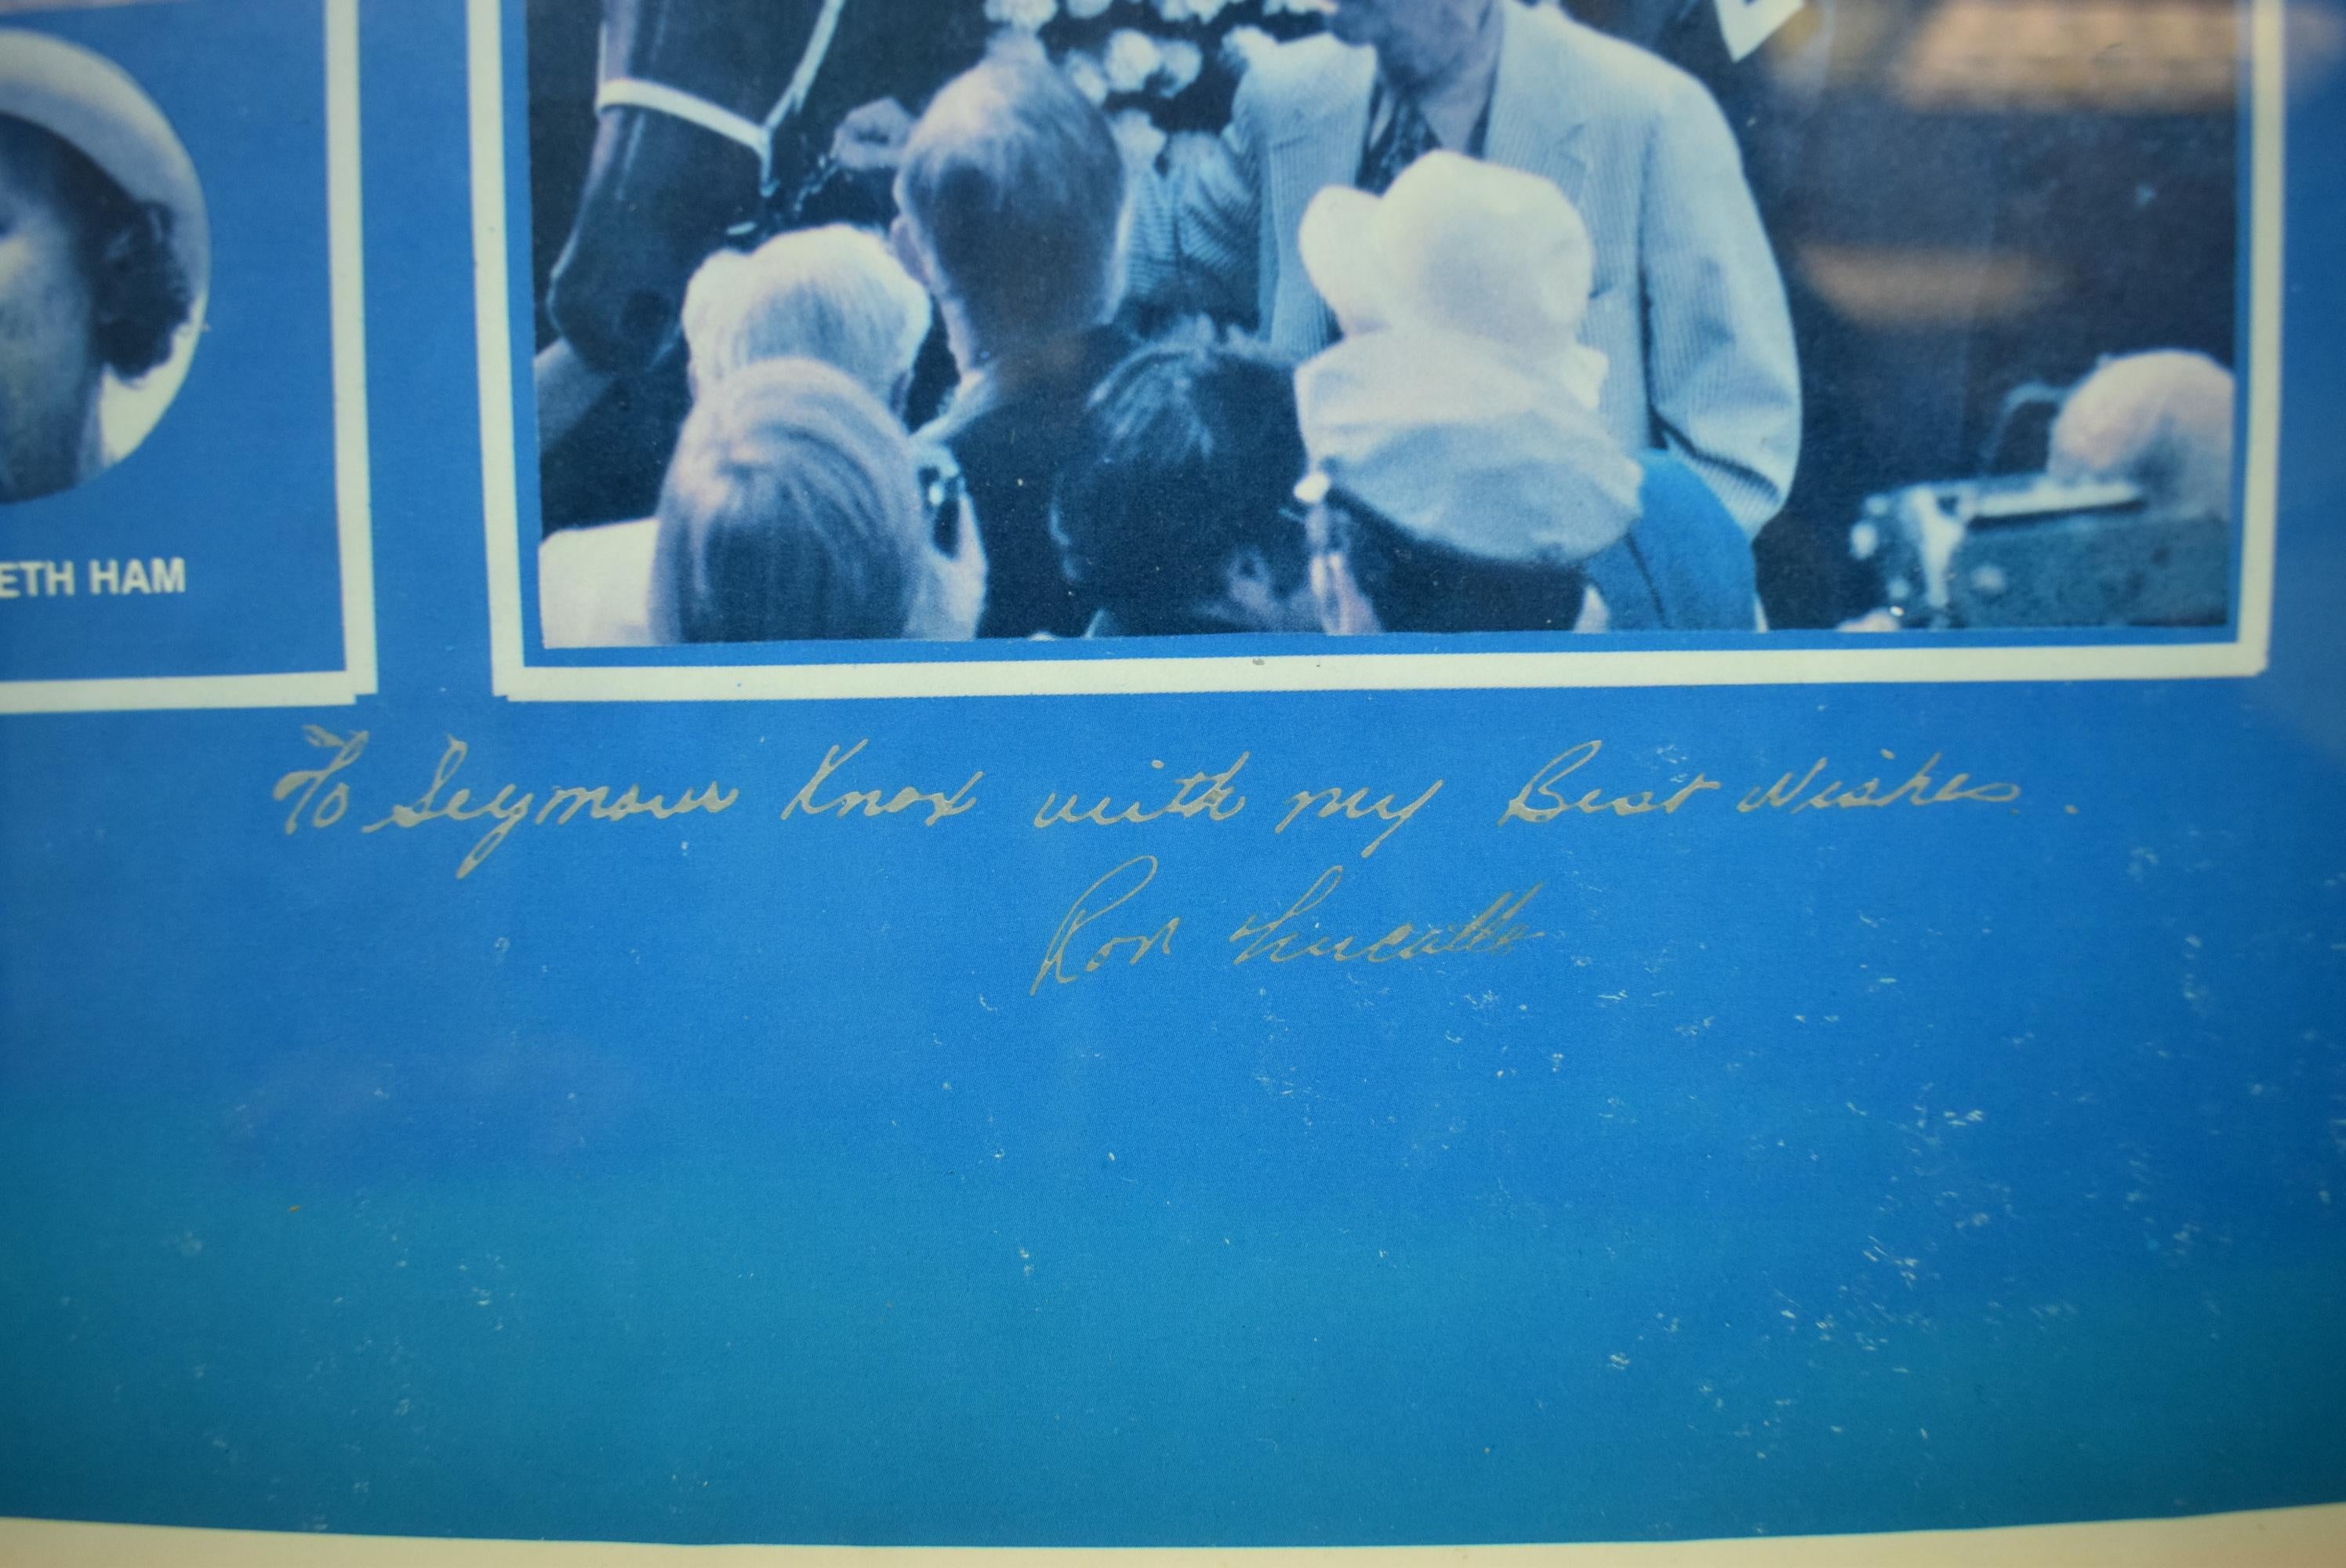 ETH HAM
To Seymour Knox with my Best Wishes.
Ron Turcotte